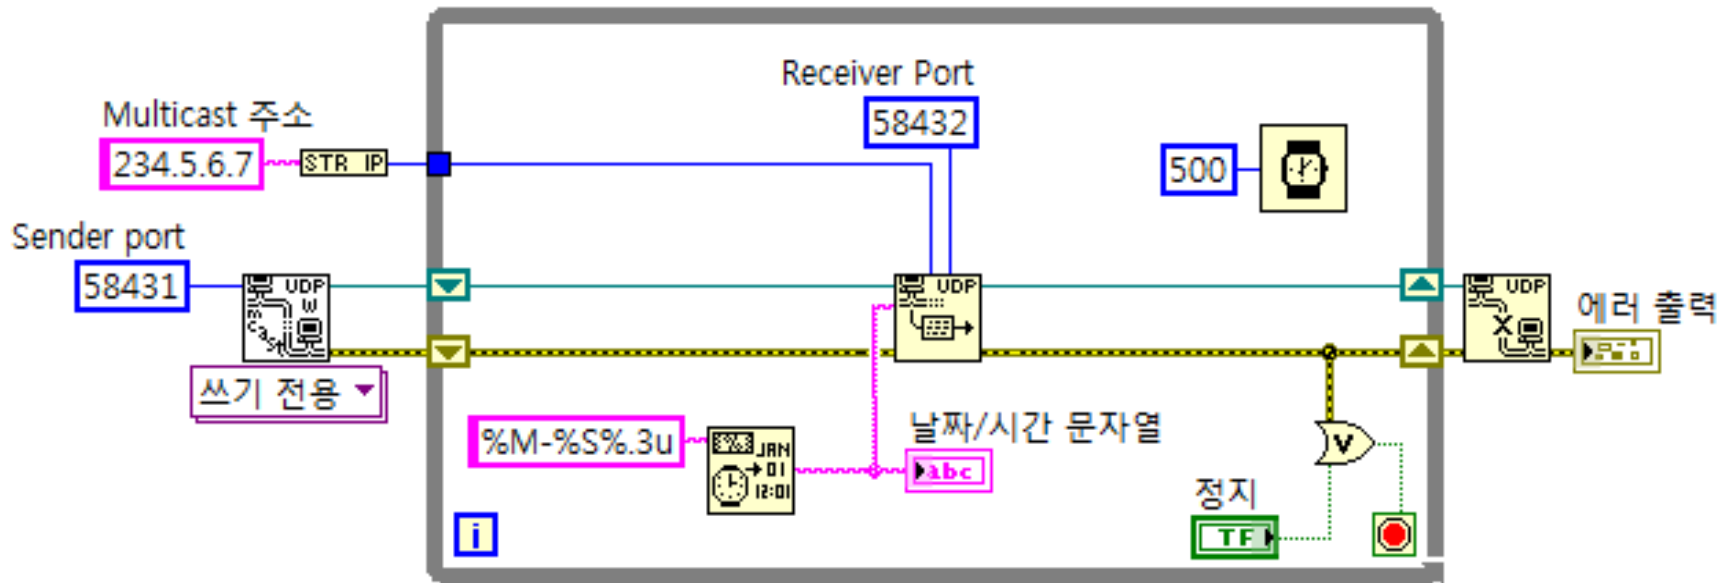 Receiver Port
58432
Multicast 주소
234.5.6.7
STR IP
500
Sender port
58431
UDP
W
mcast
UDP
UDP
X
에러 출력
쓰기 전용
%M-%S%.3u
%3
JAN
01
12:01
날짜/시간 문자열
abc
V
정지
TF
i